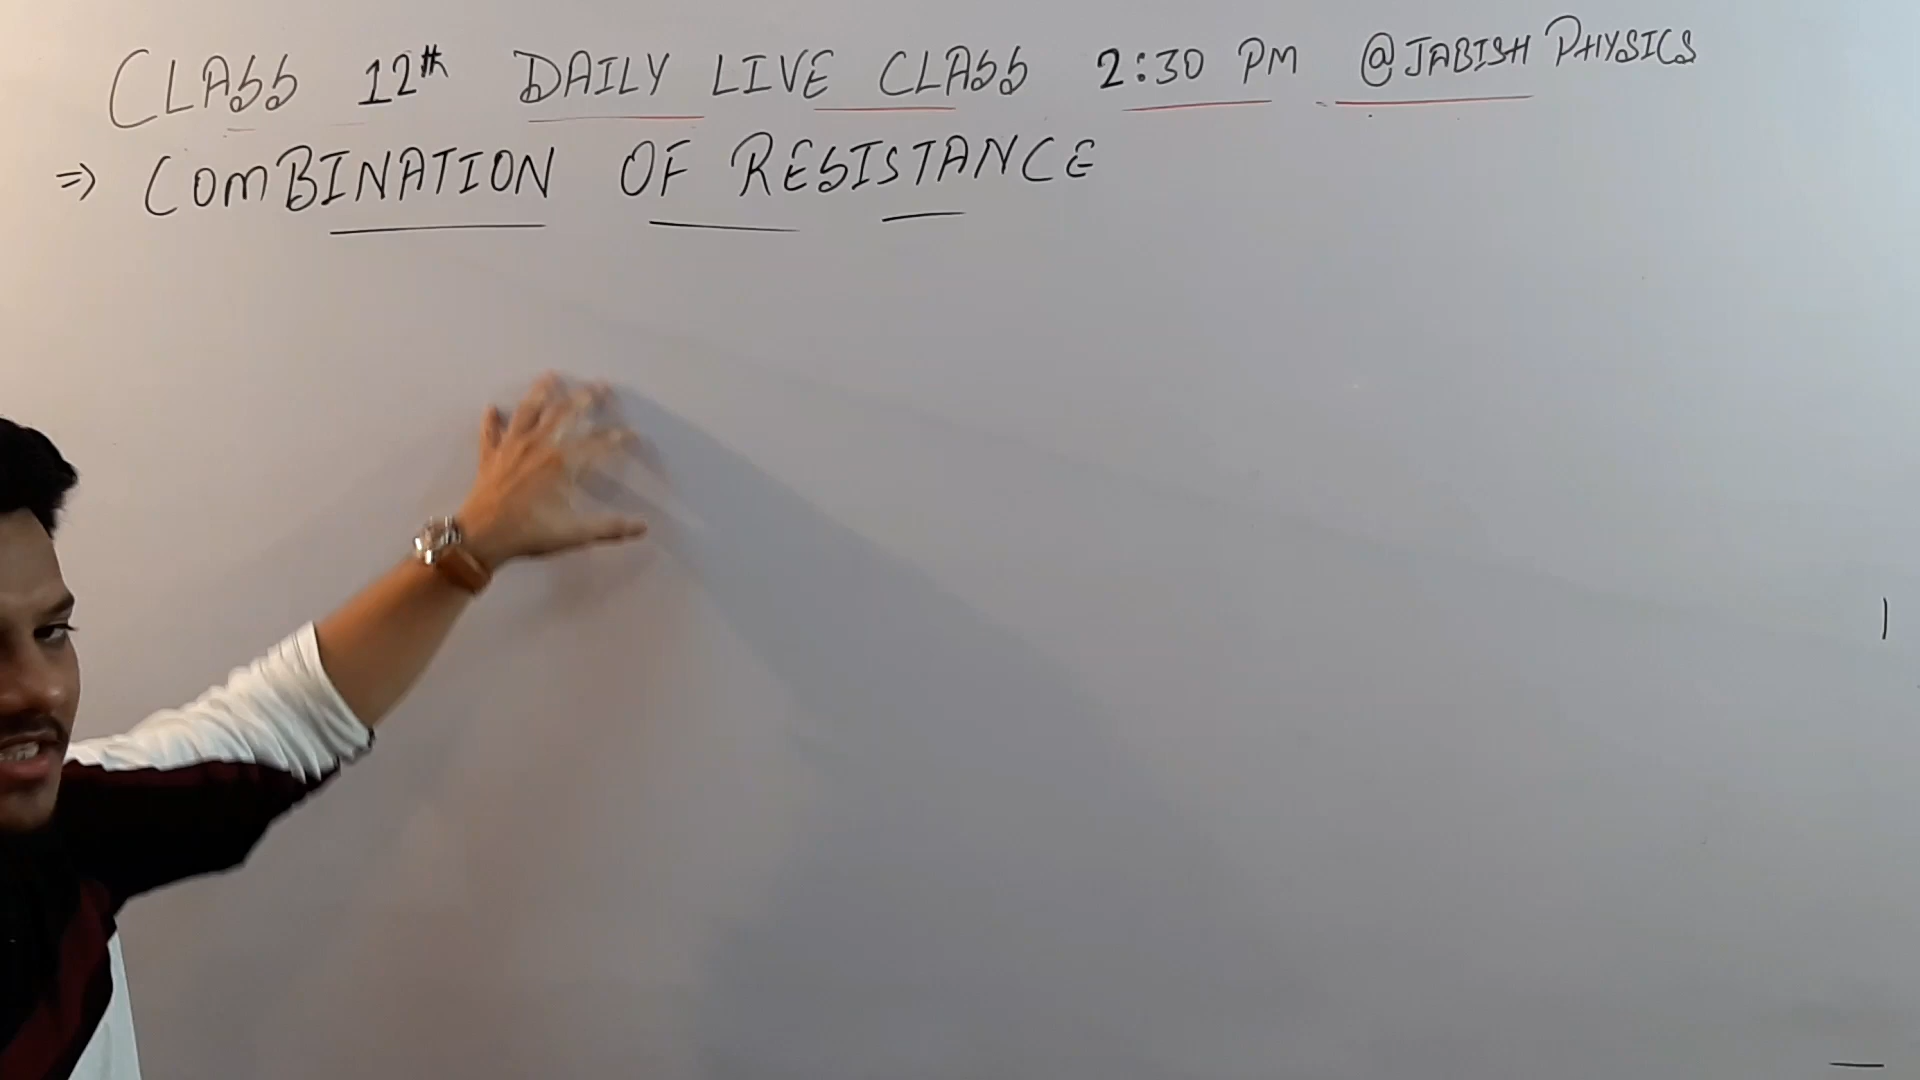 CLASS 12th DAILY LIVE CLASS 2:30 PM @JABISH PHYSICS
⇒ COMBINATION OF RESISTANCE